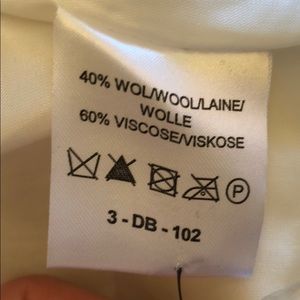 40% WOL/WOOL/LAINE/
WOLLE
60% VISCOSE/VISKOSE
P
3 - DB - 102